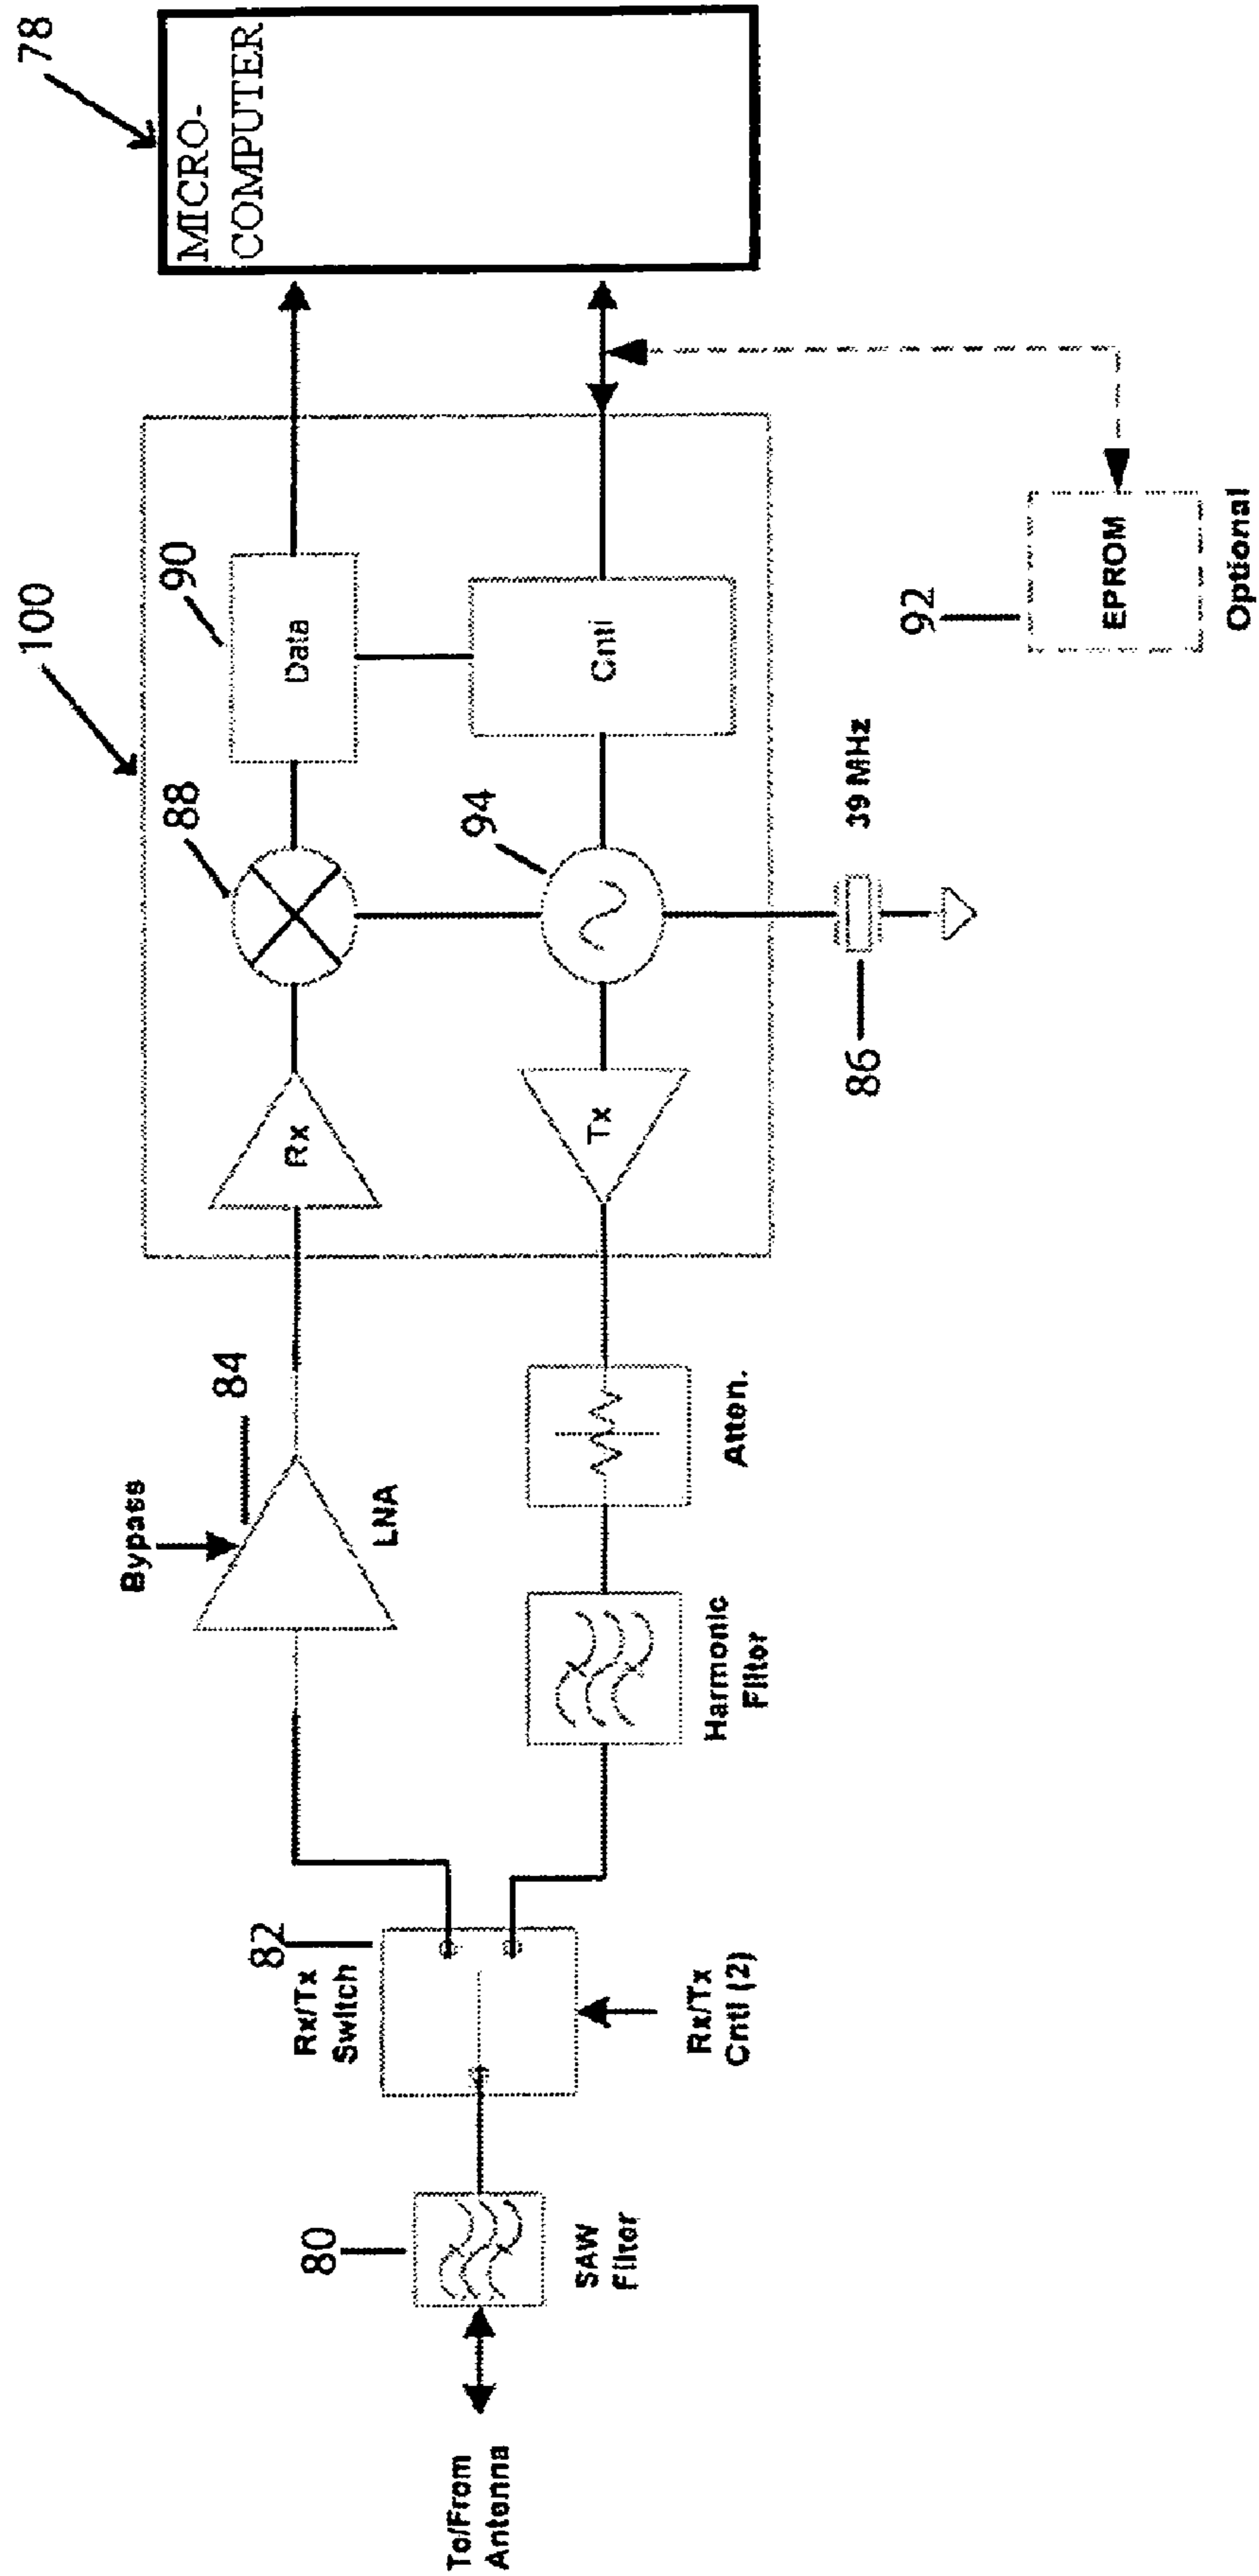 To/From
Antenna
80
SAW
Filter
82
Rx/Tx
Switch
Rx/Tx
Cntl (2)
Bypass
84
LNA
Harmonic
Filter
Atten.
100
Rx
88
90
Data
Tx
94
Cntl
86
39 MHz
92
EPROM
Optional
78
MICRO-
COMPUTER